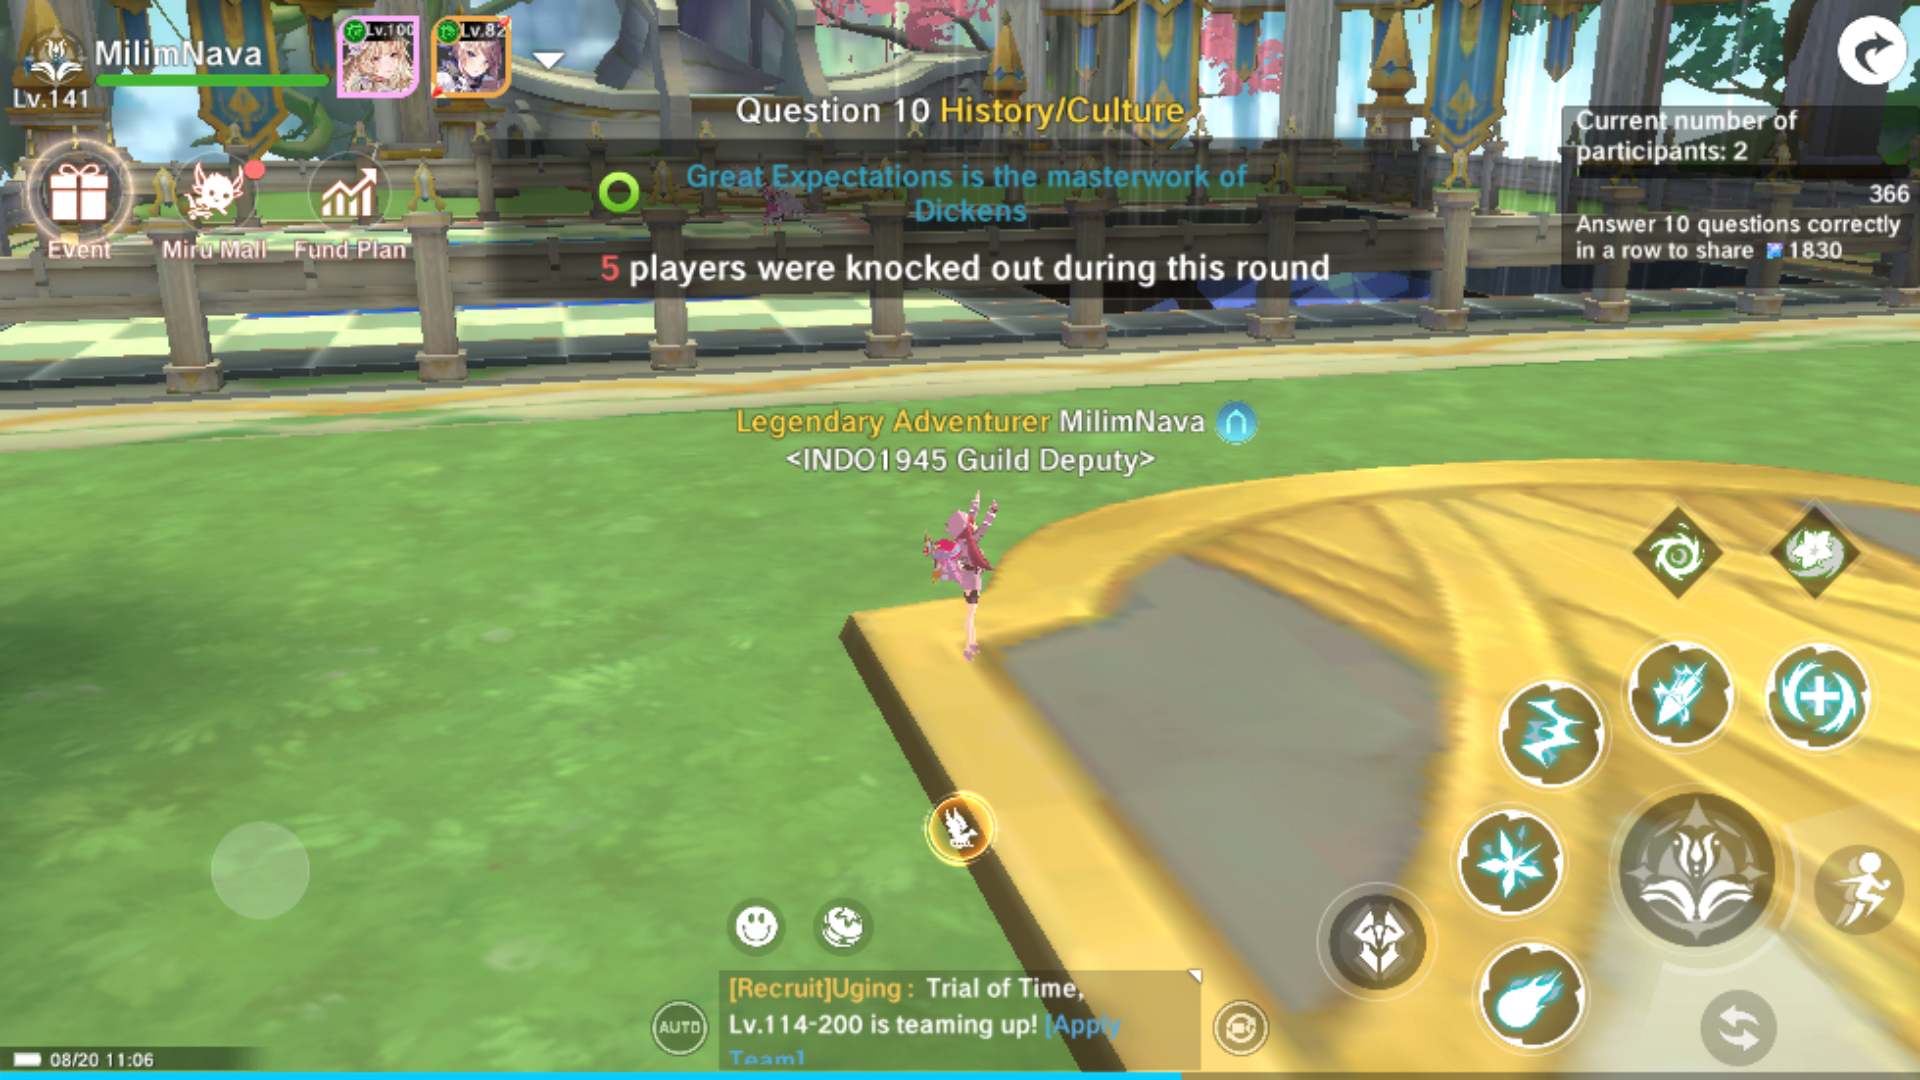 MilimNava
Lv.141
Lv.100
Lv.82
Question 10 History/Culture
Great Expectations is the masterwork of
Dickens
5 players were knocked out during this round
Current number of
participants: 2
366
Answer 10 questions correctly
in a row to share 1830
Event
Miru Mall
Fund Plan
Legendary Adventurer MilimNava
<INDO1945 Guild Deputy>
[Recruit]Uging : Trial of Time,
Lv.114-200 is teaming up! [Apply
Team]
AUTO
08/20 11:06